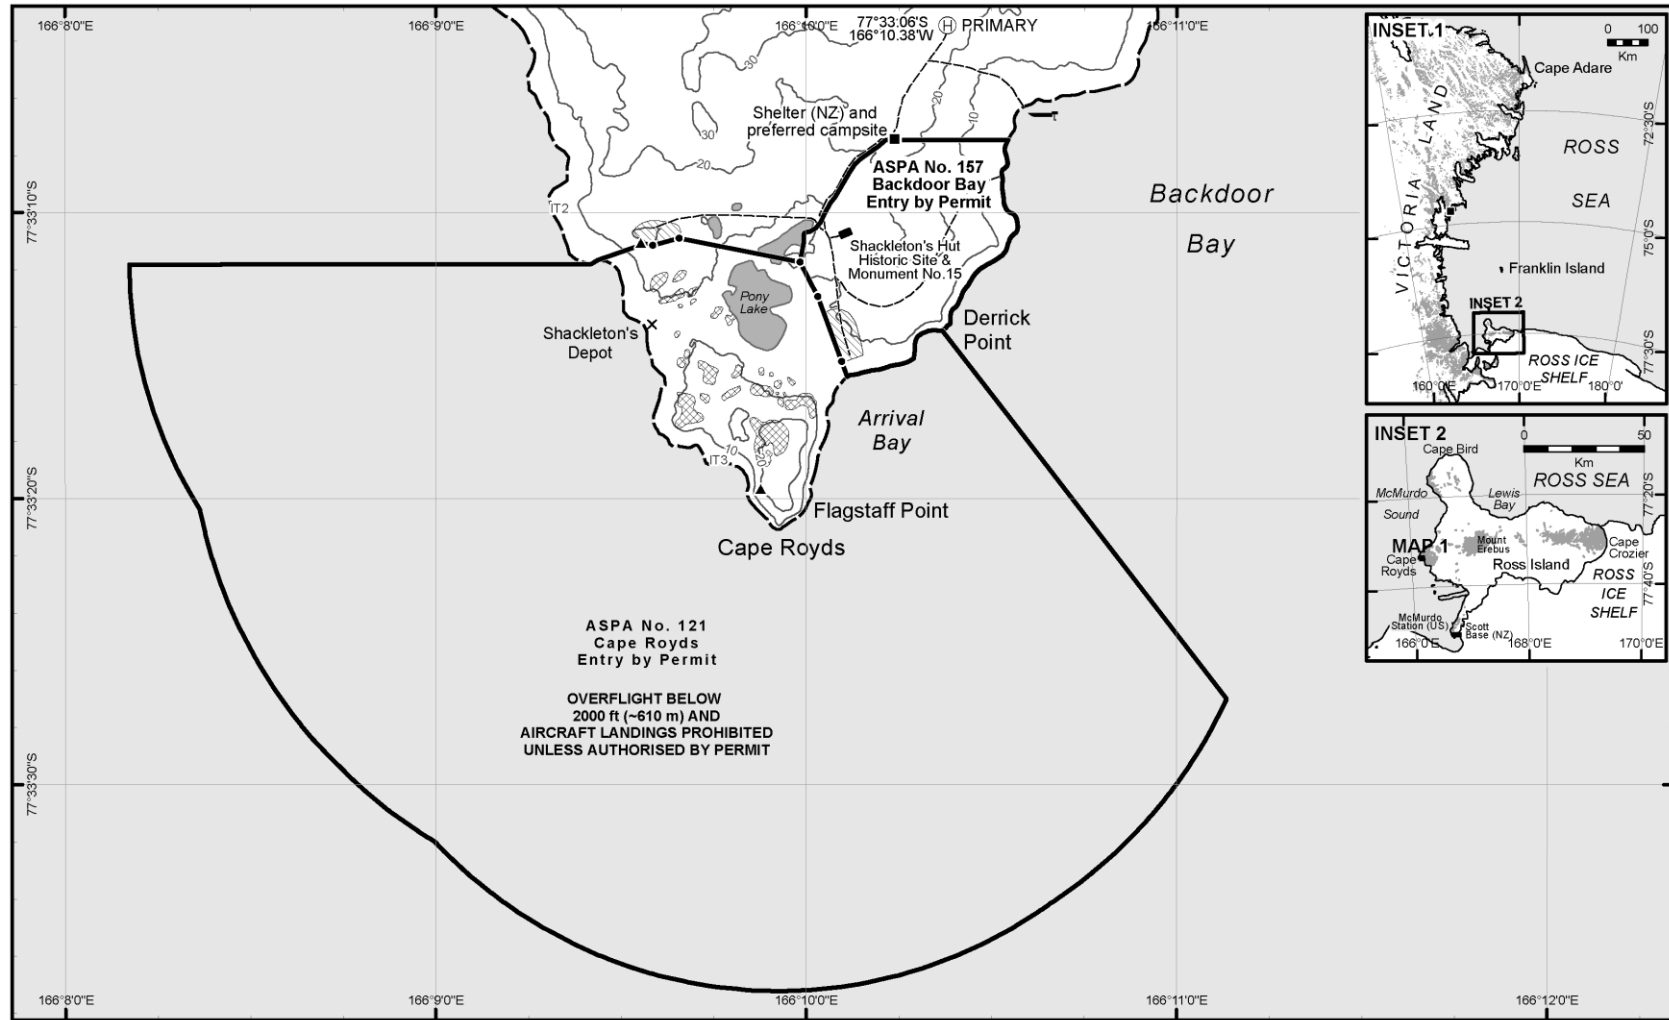 166°8'0"E
166°9'0"E
166°10'0"E
166°11'0"E
77°33'06"S
166°10.38'W
H PRIMARY
30
20
10
Shelter (NZ) and
preferred campsite
30
20
ASPA No. 157
Backdoor Bay
Entry by Permit
Backdoor
Bay
77°33'10"S
IT2
Shackleton's Hut
Historic Site &
Monument No.15
Pony
Lake
Shackleton's
Depot
Derrick
Point
Arrival
Bay
10
20
IT3
Flagstaff Point
Cape Royds
77°33'20"S
ASPA No. 121
Cape Royds
Entry by Permit
OVERFLIGHT BELOW
2000 ft (~610 m) AND
AIRCRAFT LANDINGS PROHIBITED
UNLESS AUTHORISED BY PERMIT
77°33'30"S
166°8'0"E
166°9'0"E
166°10'0"E
166°11'0"E
166°12'0"E
INSET 1
0 100
Km
Cape Adare
VICTORIA LAND
ROSS
SEA
72°30'S
75°0'S
Franklin Island
INSET 2
77°30'S
ROSS ICE
SHELF
160°0'E
170°0'E
180°0'
INSET 2
0 50
Km
Cape Bird
ROSS SEA
McMurdo
Sound
Lewis
Bay
77°20'S
MAP 1
Cape
Royds
Mount
Erebus
Ross Island
Cape
Crozier
ROSS
ICE
SHELF
77°40'S
McMurdo
Station (US)
Scott
Base (NZ)
166°0'E
168°0'E
170°0'E